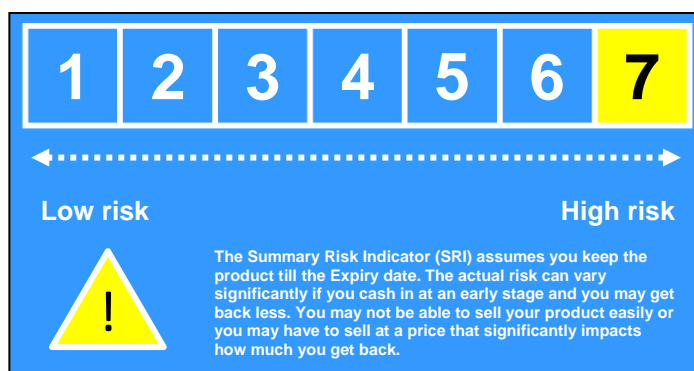 1 2 3 4 5 6 7
Low risk High risk
!
The Summary Risk Indicator (SRI) assumes you keep the
product till the Expiry date. The actual risk can vary
significantly if you cash in at an early stage and you may get
back less. You may not be able to sell your product easily or
you may have to sell at a price that significantly impacts
how much you get back.